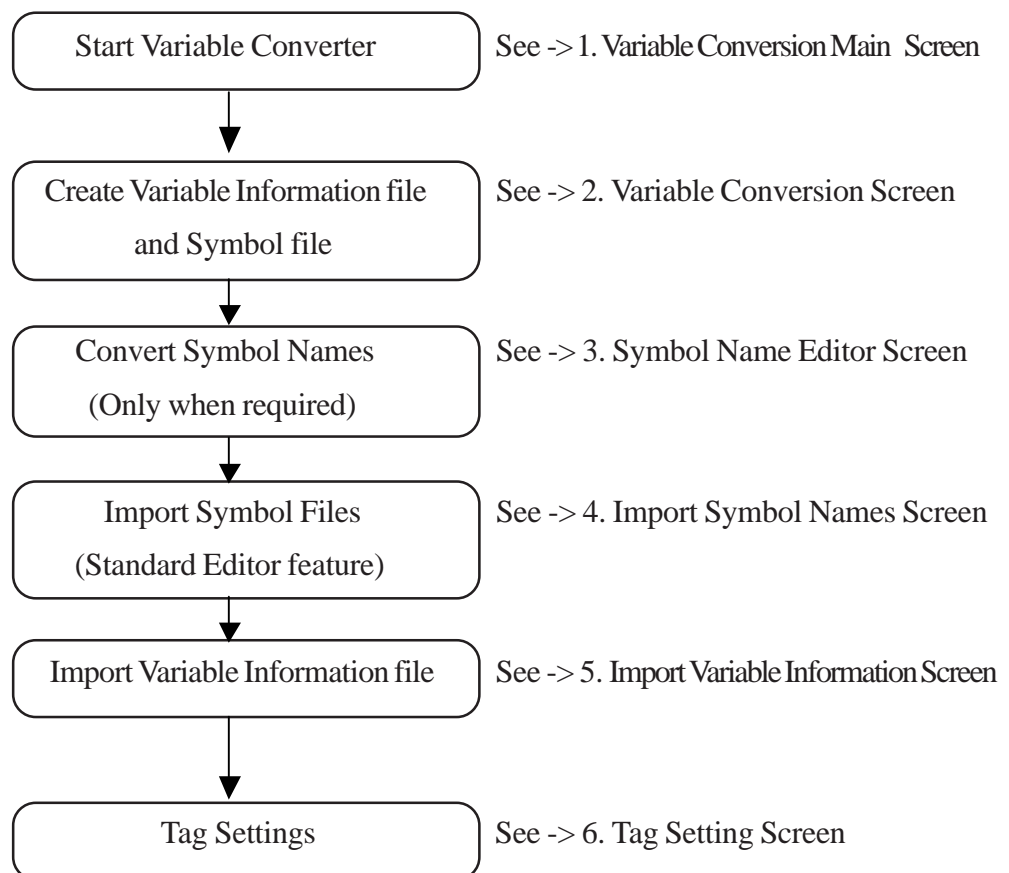 Start Variable Converter
See -> 1. Variable Conversion Main Screen
Create Variable Information file
and Symbol file
See -> 2. Variable Conversion Screen
Convert Symbol Names
(Only when required)
See -> 3. Symbol Name Editor Screen
Import Symbol Files
(Standard Editor feature)
See -> 4. Import Symbol Names Screen
Import Variable Information file
See -> 5. Import Variable Information Screen
Tag Settings
See -> 6. Tag Setting Screen